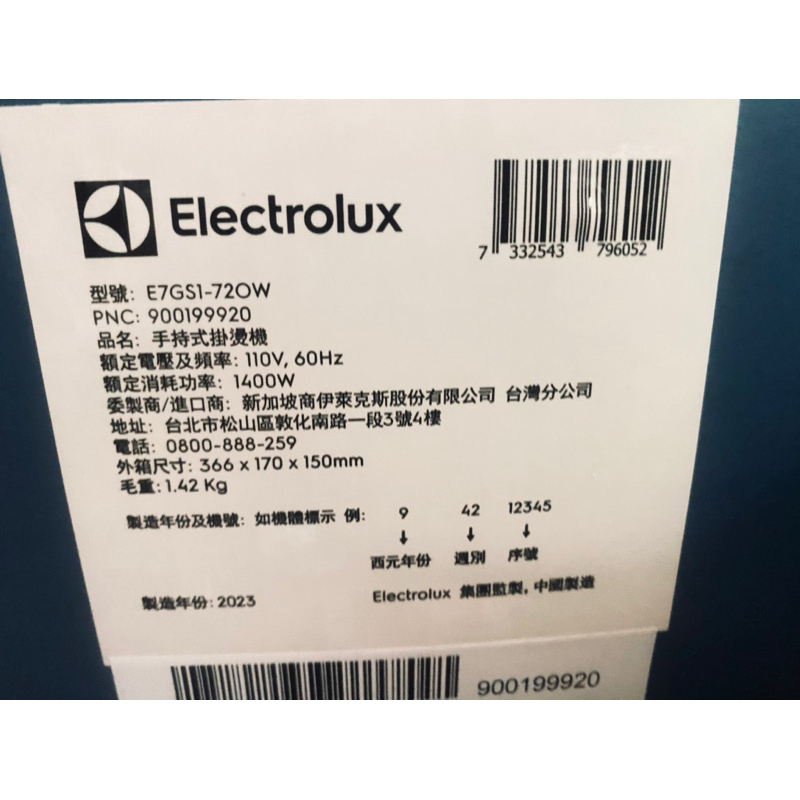 Electrolux
7 332543 796052
型號: E7GS1-72OW
PNC: 900199920
品名: 手持式掛燙機
額定電壓及頻率: 110V, 60Hz
額定消耗功率: 1400W
委製商/進口商: 新加坡商伊萊克斯股份有限公司 台灣分公司
地址: 台北市松山區敦化南路一段3號4樓
電話: 0800-888-259
外箱尺寸: 366 x 170 x 150mm
毛重: 1.42 Kg
製造年份及機號: 如機體標示 例: 9 42 12345
西元年份 週別 序號
製造年份: 2023
Electrolux 集團監製, 中國製造
900199920